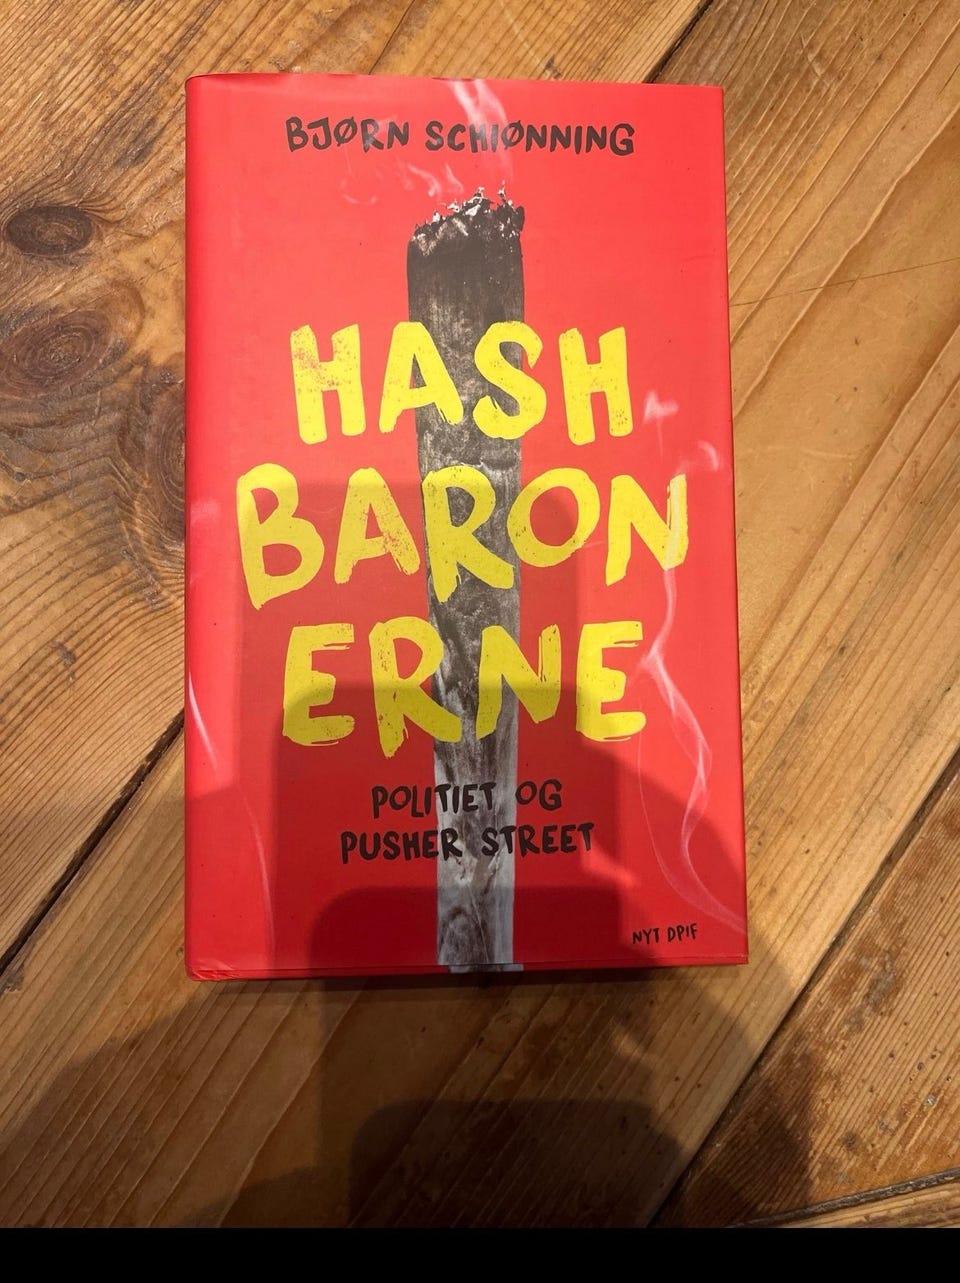 BJØRN SCHIØNNING
HASH
BARON
ERNE
POLITIET OG
PUSHER STREET
NYT DPIF